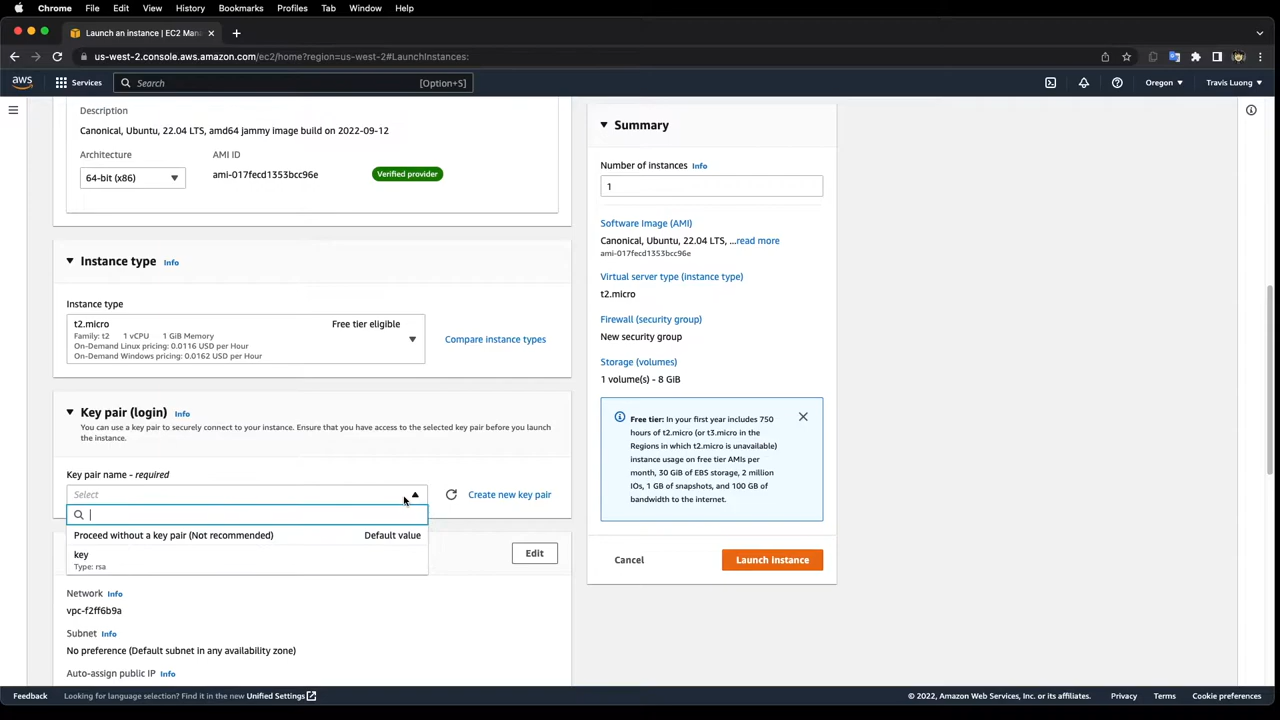 Chrome File Edit View History Bookmarks Profiles Tab Window Help
Launch an instance | EC2 Man
us-west-2.console.aws.amazon.com/ec2/home?region=us-west-2#LaunchInstances:
aws Services Search [Option+S] Oregon Travis Luong
Description
Canonical, Ubuntu, 22.04 LTS, amd64 jammy image build on 2022-09-12
Architecture AMI ID
64-bit (x86) ami-017fecd1353bcc96e Verified provider
Instance type Info
Instance type
t2.micro Free tier eligible
Family: t2 1 vCPU 1 GiB Memory
On-Demand Linux pricing: 0.0116 USD per Hour
On-Demand Windows pricing: 0.0162 USD per Hour
Compare instance types
Key pair (login) Info
You can use a key pair to securely connect to your instance. Ensure that you have access to the selected key pair before you launch
the instance.
Key pair name - required
Select
Create new key pair
Proceed without a key pair (Not recommended) Default value
key
Type: rsa
Edit
Network Info
vpc-f2ff6b9a
Subnet Info
No preference (Default subnet in any availability zone)
Auto-assign public IP Info
Summary
Number of instances Info
1
Software Image (AMI)
Canonical, Ubuntu, 22.04 LTS, ...read more
ami-017fecd1353bcc96e
Virtual server type (instance type)
t2.micro
Firewall (security group)
New security group
Storage (volumes)
1 volume(s) - 8 GiB
Free tier: In your first year includes 750
hours of t2.micro (or t3.micro in the
Regions in which t2.micro is unavailable)
instance usage on free tier AMIs per
month, 30 GiB of EBS storage, 2 million
IOs, 1 GB of snapshots, and 100 GB of
bandwidth to the internet.
Cancel Launch instance
Feedback Looking for language selection? Find it in the new Unified Settings © 2022, Amazon Web Services, Inc. or its affiliates. Privacy Terms Cookie preferences